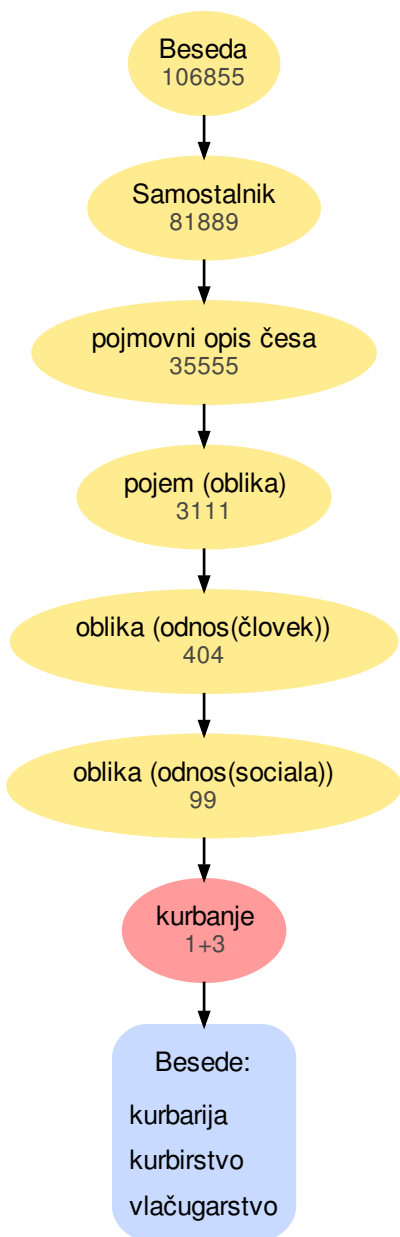 Beseda
106855
Samostalnik
81889
pojmovni opis česa
35555
pojem (oblika)
3111
oblika (odnos(človek))
404
oblika (odnos(sociala))
99
kurbanje
1+3
Besede:
kurbarija
kurbirstvo
vlačugarstvo